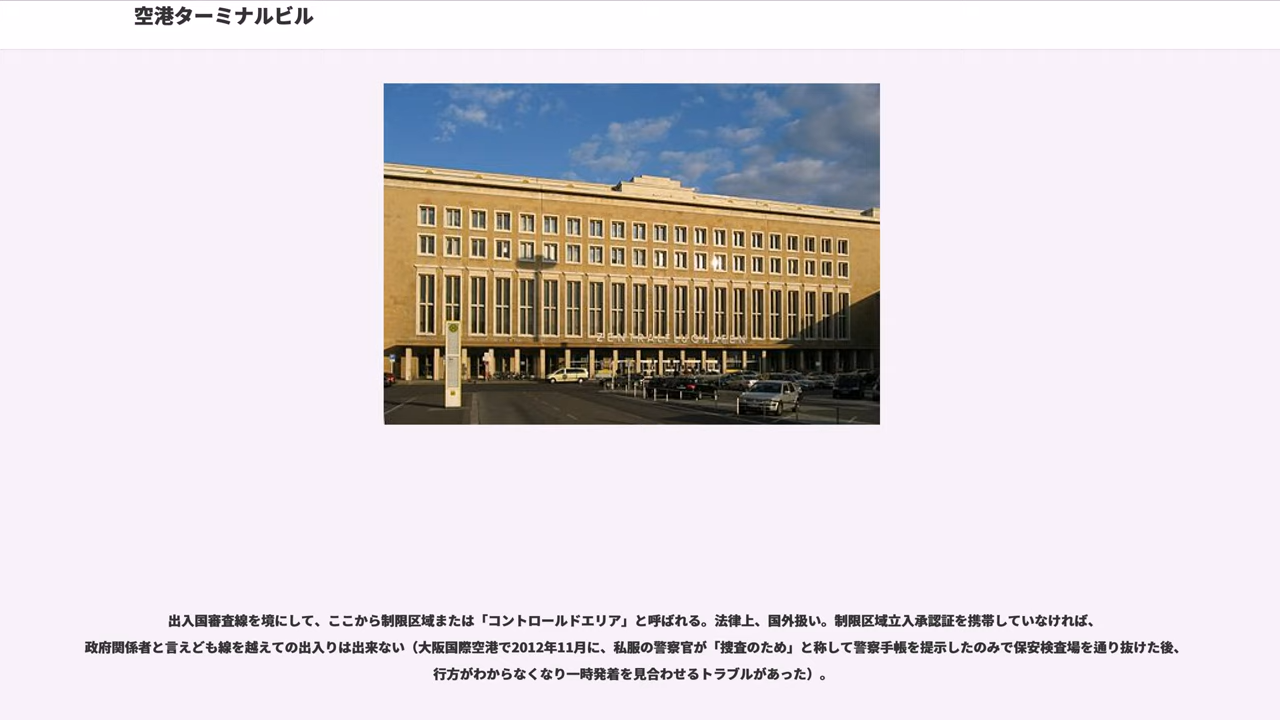 空港ターミナルビル
ZENTRALFLUGHAFEN
出入国審査線を境にして、ここから制限区域または「コントロールドエリア」と呼ばれる。法律上、国外扱い。制限区域立入承認証を携帯していなければ、
政府関係者と言えども線を越えての出入りは出来ない（大阪国際空港で2012年11月に、私服の警察官が「捜査のため」と称して警察手帳を提示したのみで保安検査場を通り抜けた後、
行方がわからなくなり一時発着を見合わせるトラブルがあった）。